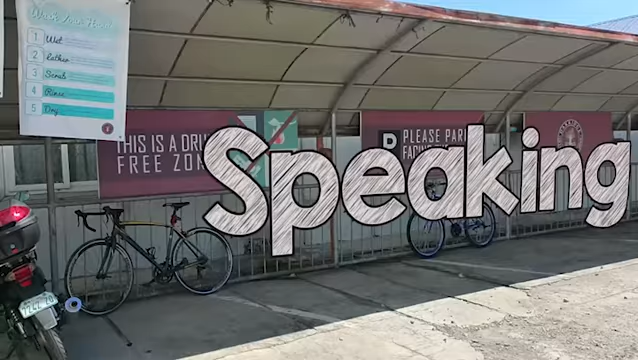 Wash Your Hands
1 Wet
2 Lather
3 Scrub
4 Rinse
5 Dry
THIS IS A DRUG
FREE ZONE
P PLEASE PARK
FACING
Speaking